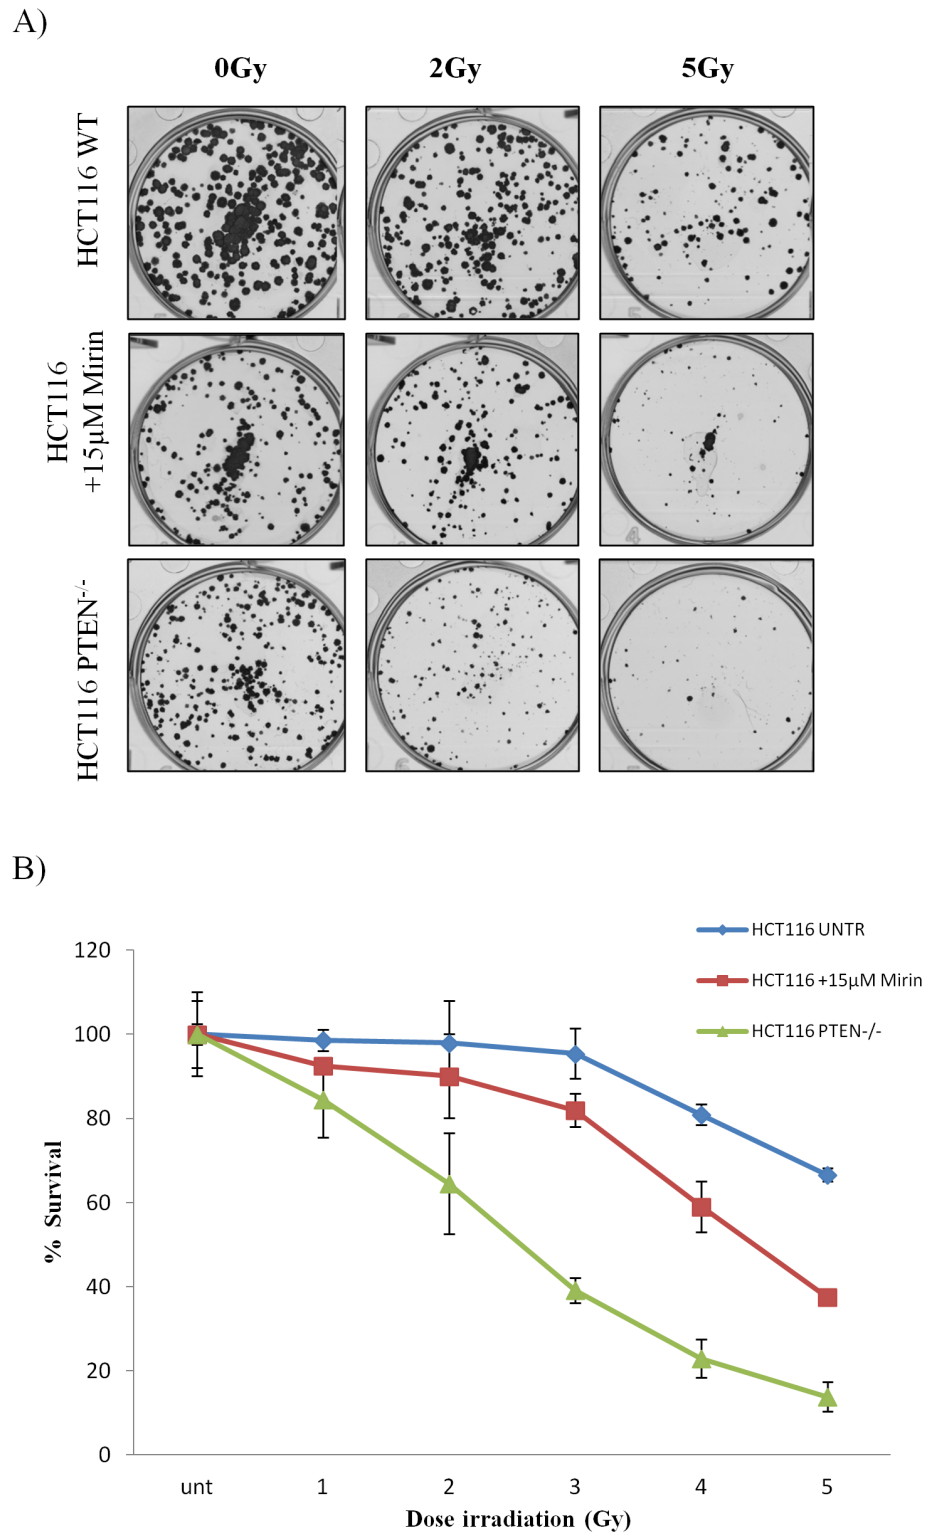 A)
0Gy 2Gy 5Gy
HCT116 WT
HCT116
+15μM Mirin
HCT116 PTEN-/-
B)
HCT116 UNTR
HCT116 +15μM Mirin
HCT116 PTEN-/-
120
100
80
60
40
20
0
% Survival
unt 1 2 3 4 5
Dose irradiation (Gy)